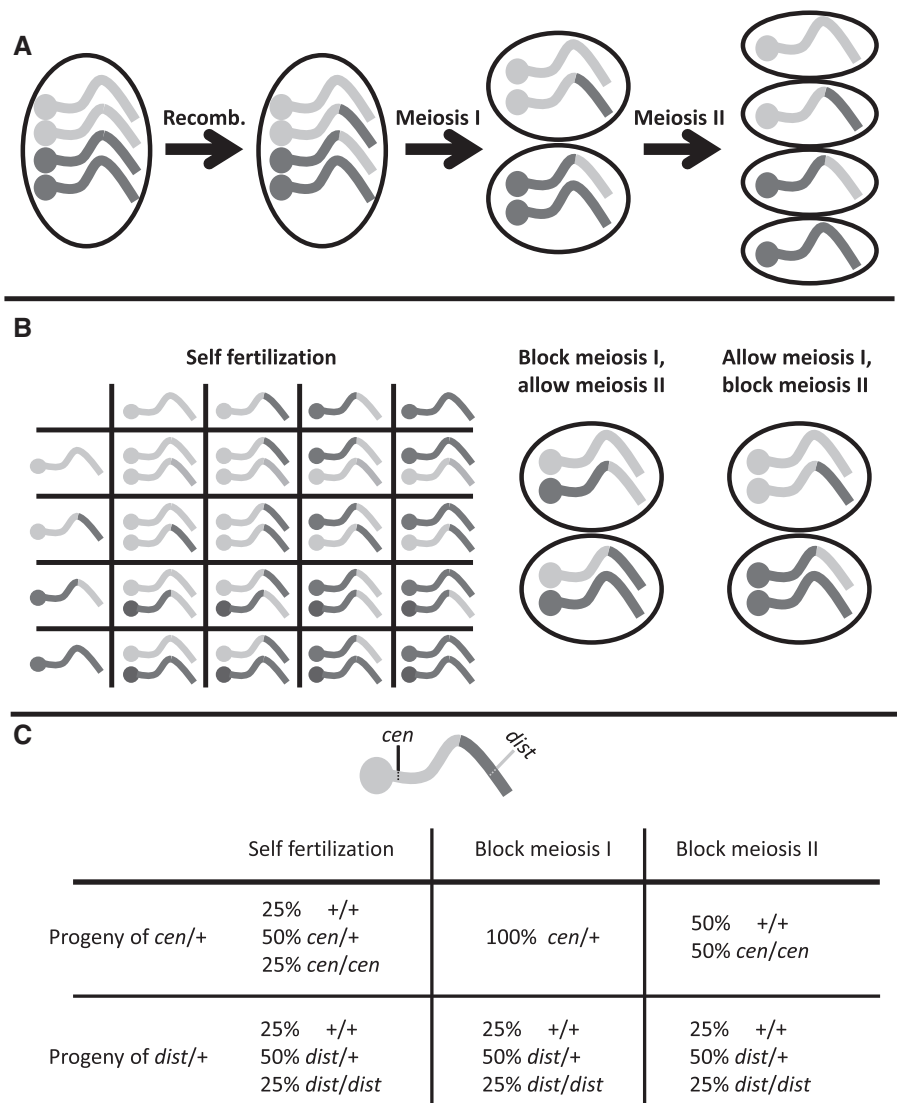 A
Recomb.
Meiosis I
Meiosis II
B
Self fertilization
Block meiosis I,
allow meiosis II
Allow meiosis I,
block meiosis II
C
cen
dist
Self fertilization
Block meiosis I
Block meiosis II
Progeny of cen/+
25% +/+
50% cen/+
25% cen/cen
100% cen/+
50% +/+
50% cen/cen
Progeny of dist/+
25% +/+
50% dist/+
25% dist/dist
25% +/+
50% dist/+
25% dist/dist
25% +/+
50% dist/+
25% dist/dist